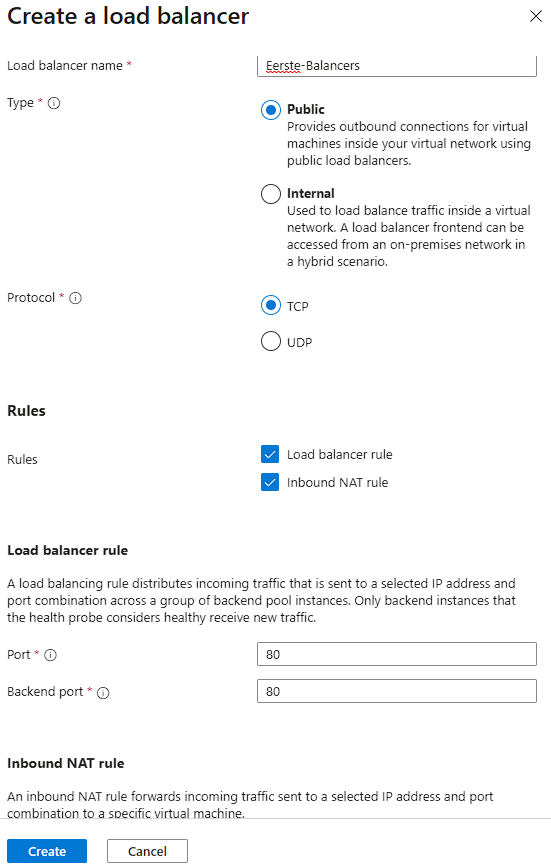 Create a load balancer
Load balancer name *
Eerste-Balancers
Type *
Public
Provides outbound connections for virtual
machines inside your virtual network using
public load balancers.
Internal
Used to load balance traffic inside a virtual
network. A load balancer frontend can be
accessed from an on-premises network in
a hybrid scenario.
Protocol *
TCP
UDP
Rules
Rules
Load balancer rule
Inbound NAT rule
Load balancer rule
A load balancing rule distributes incoming traffic that is sent to a selected IP address and
port combination across a group of backend pool instances. Only backend instances that
the health probe considers healthy receive new traffic.
Port *
80
Backend port *
80
Inbound NAT rule
An inbound NAT rule forwards incoming traffic sent to a selected IP address and port
combination to a specific virtual machine.
Create
Cancel